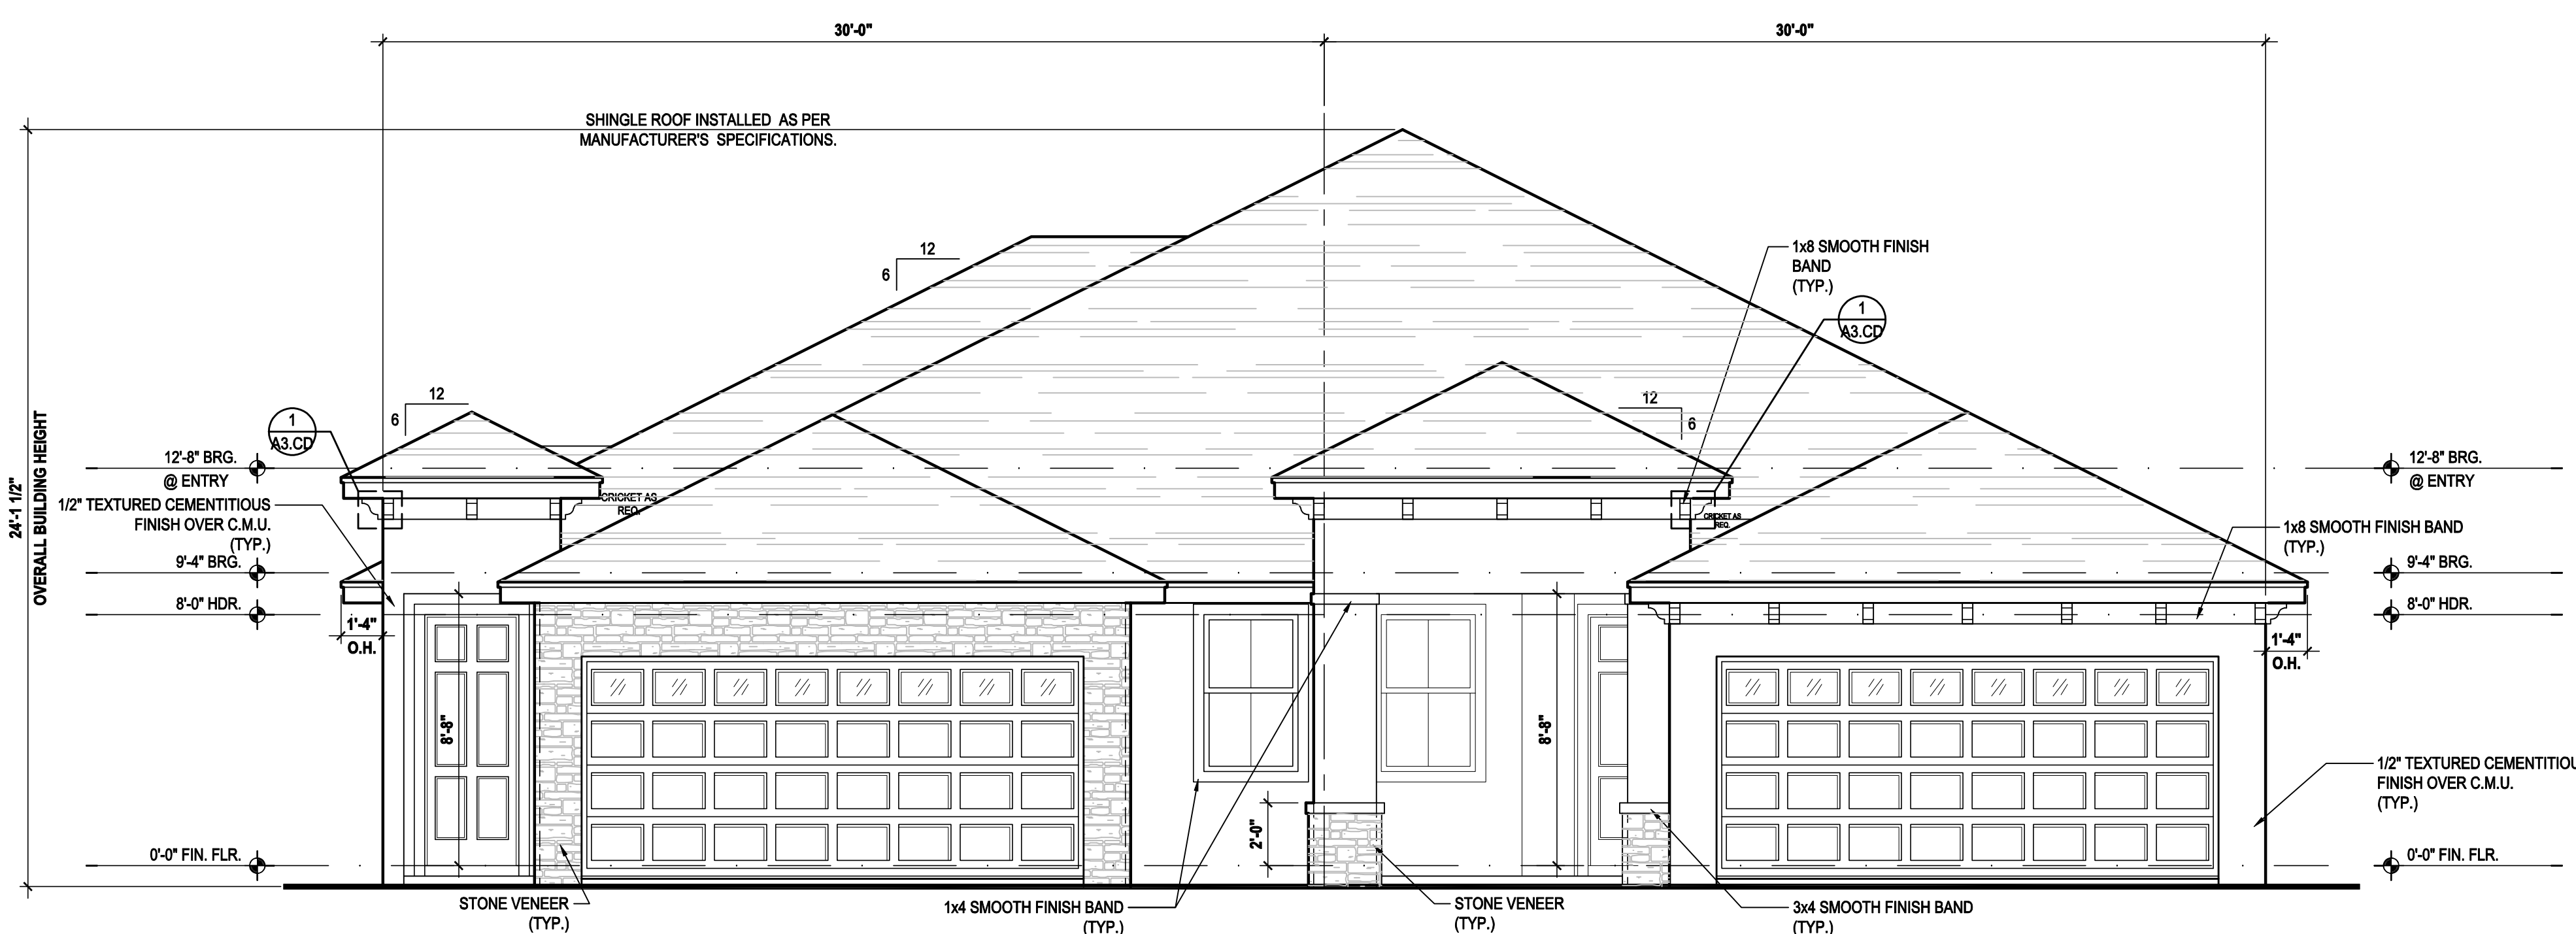 30'-0"
30'-0"
SHINGLE ROOF INSTALLED AS PER
MANUFACTURER'S SPECIFICATIONS.
12
6
1x8 SMOOTH FINISH
BAND
(TYP.)
1
A3.CD
12
6
12
6
1
A3.CD
24'-1 1/2"
OVERALL BUILDING HEIGHT
12'-8" BRG.
@ ENTRY
12'-8" BRG.
@ ENTRY
CRICKET AS
REQ.
CRICKET AS
REQ.
1/2" TEXTURED CEMENTITIOUS
FINISH OVER C.M.U.
(TYP.)
1x8 SMOOTH FINISH BAND
(TYP.)
9'-4" BRG.
9'-4" BRG.
8'-0" HDR.
8'-0" HDR.
1'-4"
O.H.
1'-4"
O.H.
8'-8"
8'-8"
2'-0"
1/2" TEXTURED CEMENTITIOU
FINISH OVER C.M.U.
(TYP.)
0'-0" FIN. FLR.
0'-0" FIN. FLR.
STONE VENEER
(TYP.)
1x4 SMOOTH FINISH BAND
(TYP.)
STONE VENEER
(TYP.)
3x4 SMOOTH FINISH BAND
(TYP.)